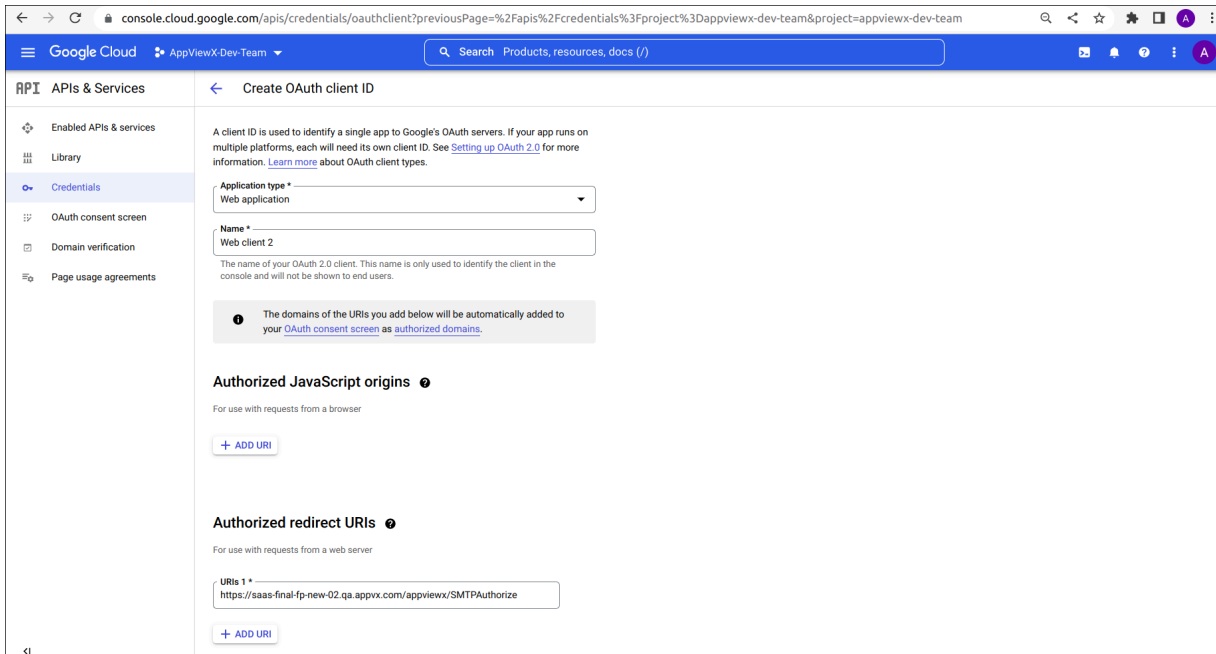 console.cloud.google.com/apis/credentials/oauthclient?previousPage=%2Fapis%2Fcredentials%3Fproject%3Dappviewx-dev-team&project=appviewx-dev-team
A
Google Cloud
AppViewX-Dev-Team
Search Products, resources, docs (/)
A
API APIs & Services
Create OAuth client ID
Enabled APIs & services
Library
Credentials
OAuth consent screen
Domain verification
Page usage agreements
A client ID is used to identify a single app to Google's OAuth servers. If your app runs on
multiple platforms, each will need its own client ID. See Setting up OAuth 2.0 for more
information. Learn more about OAuth client types.
Application type *
Web application
Name *
Web client 2
The name of your OAuth 2.0 client. This name is only used to identify the client in the
console and will not be shown to end users.
The domains of the URIs you add below will be automatically added to
your OAuth consent screen as authorized domains.
Authorized JavaScript origins
For use with requests from a browser
+ ADD URI
Authorized redirect URIs
For use with requests from a web server
URIs 1 *
https://saas-final-fp-new-02.qa.appvx.com/appviewx/SMTPAuthorize
+ ADD URI